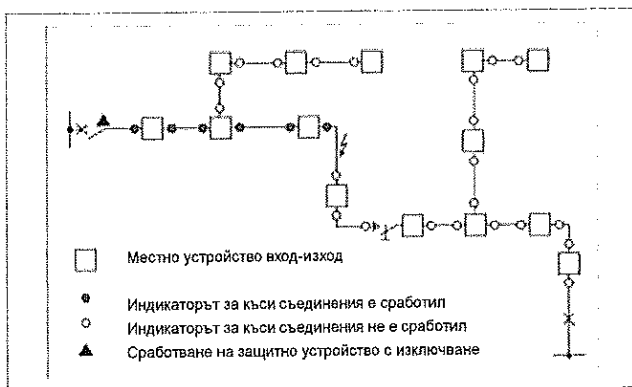 Местно устройство вход-изход
Индикаторът за къси съединения е сработил
Индикаторът за къси съединения не е сработил
Сработване на защитно устройство с изключване